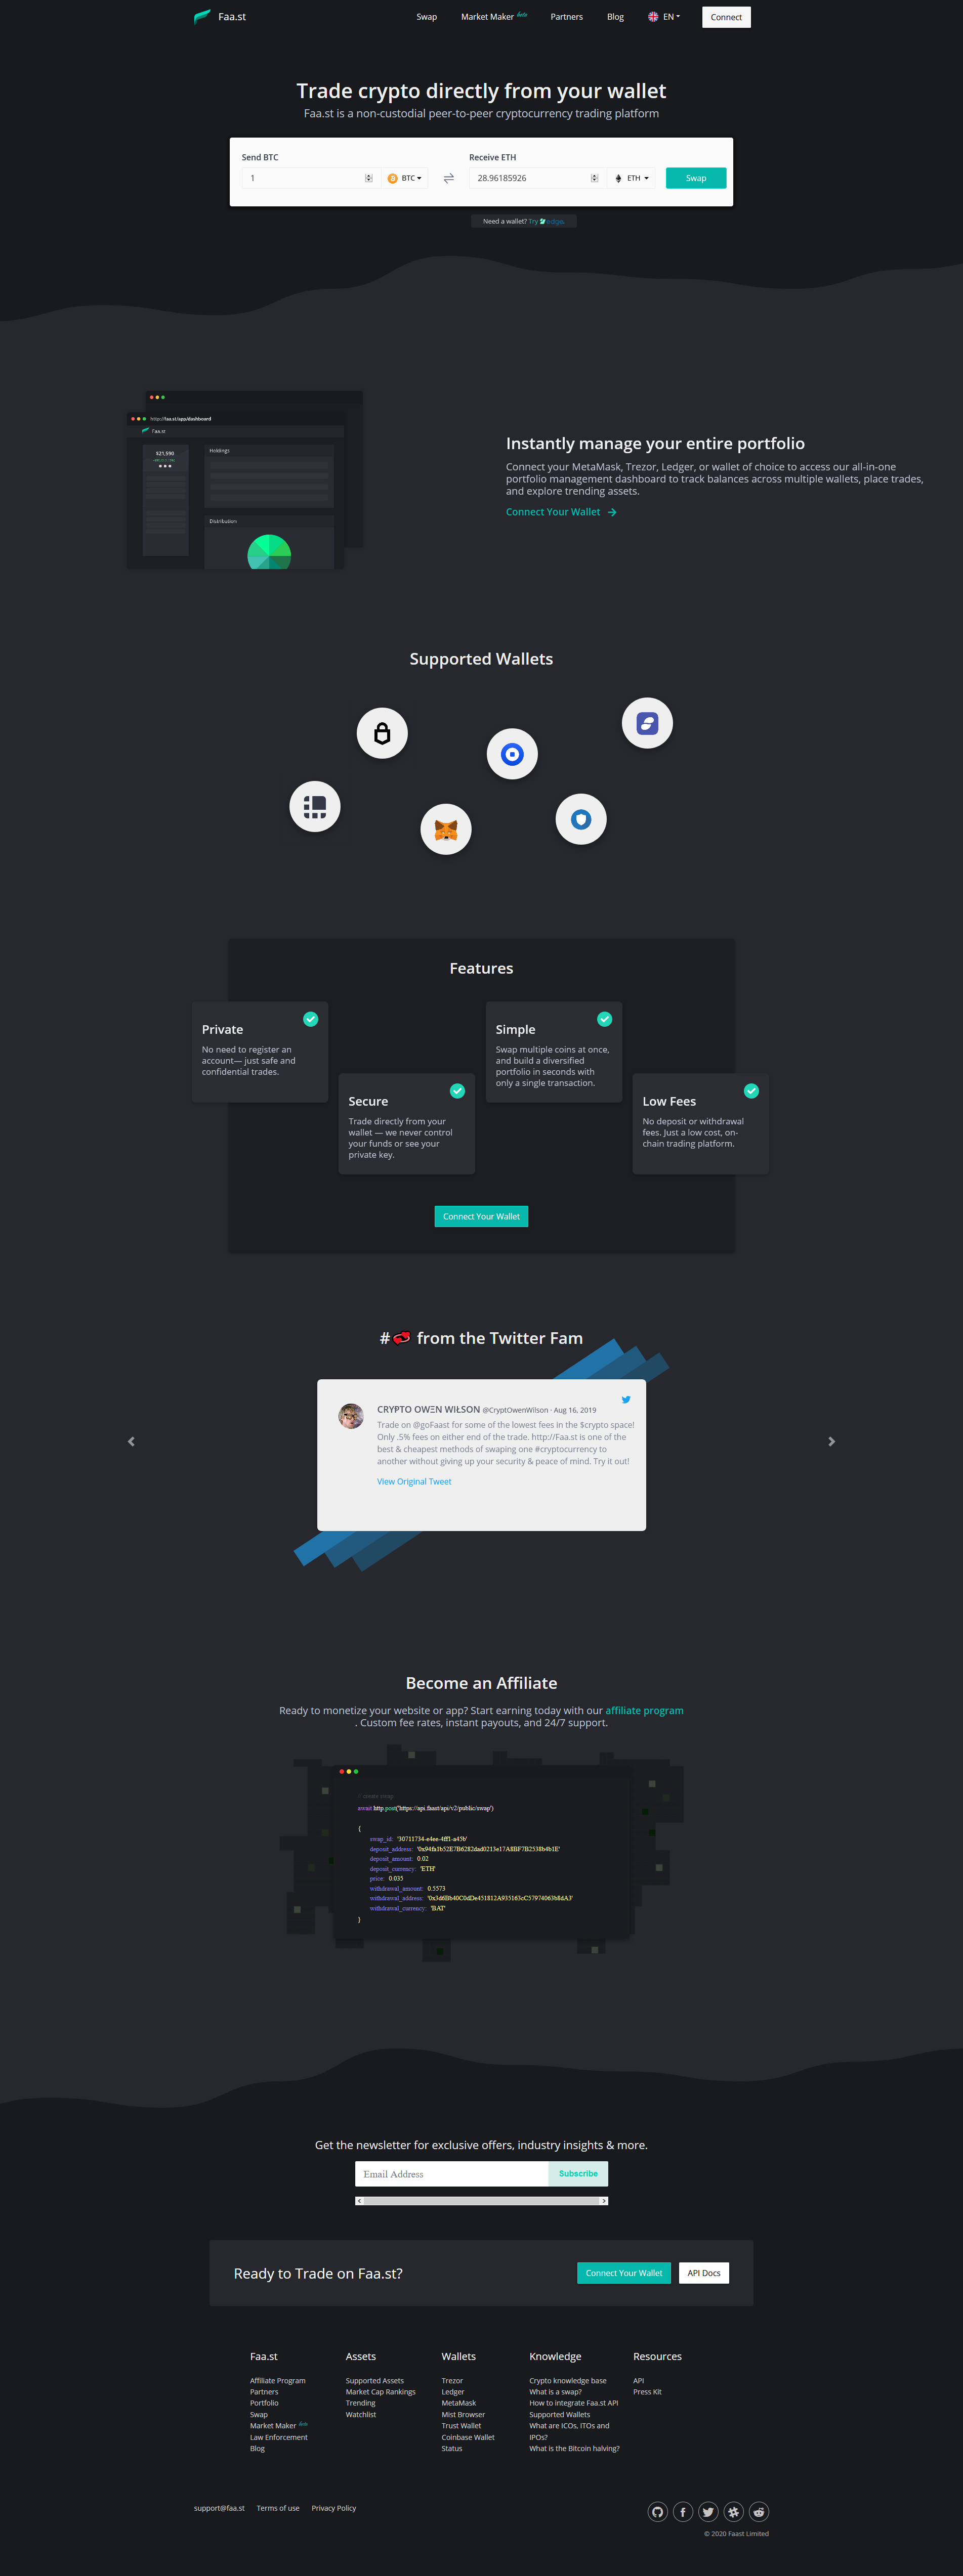 Faa.st
Swap
Market Maker beta
Partners
Blog
EN
Connect
Trade crypto directly from your wallet
Faa.st is a non-custodial peer-to-peer cryptocurrency trading platform
Send BTC
1
BTC
Receive ETH
28.96185926
ETH
Swap
Need a wallet? Try edge.
http://faa.st/app/dashboard
Faa.st
$21,590
Holdings
Distribution
Instantly manage your entire portfolio
Connect your MetaMask, Trezor, Ledger, or wallet of choice to access our all-in-one
portfolio management dashboard to track balances across multiple wallets, place trades,
and explore trending assets.
Connect Your Wallet
Supported Wallets
Features
Private
No need to register an
account— just safe and
confidential trades.
Secure
Trade directly from your
wallet — we never control
your funds or see your
private key.
Simple
Swap multiple coins at once,
and build a diversified
portfolio in seconds with
only a single transaction.
Low Fees
No deposit or withdrawal
fees. Just a low cost, on-
chain trading platform.
Connect Your Wallet
# from the Twitter Fam
CRYPTO OWΞN WIŁSON @CryptOwenWilson · Aug 16, 2019
Trade on @goFaast for some of the lowest fees in the $crypto space!
Only .5% fees on either end of the trade. http://Faa.st is one of the
best & cheapest methods of swaping one #cryptocurrency to
another without giving up your security & peace of mind. Try it out!
View Original Tweet
Become an Affiliate
Ready to monetize your website or app? Start earning today with our affiliate program
. Custom fee rates, instant payouts, and 24/7 support.
// create swap
await http.post('https://api.faast/api/v2/public/swap')
{
swap_id: '30711734-e4ee-4ff1-a45b'
deposit_address: '0x94fa1b52E7B6282dad0213e17A8BF7B2538b4b1E'
deposit_amount: 0.02
deposit_currency: 'ETH'
price: 0.035
withdrawal_amount: 0.5573
withdrawal_address: '0x3d6Bb40C0dDe451812A935163cC57974063b8dA3'
withdrawal_currency: 'BAT'
}
Get the newsletter for exclusive offers, industry insights & more.
Email Address
Subscribe
Ready to Trade on Faa.st?
Connect Your Wallet
API Docs
Faa.st
Affiliate Program
Partners
Portfolio
Swap
Market Maker beta
Law Enforcement
Blog
Assets
Supported Assets
Market Cap Rankings
Trending
Watchlist
Wallets
Trezor
Ledger
MetaMask
Mist Browser
Trust Wallet
Coinbase Wallet
Status
Knowledge
Crypto knowledge base
What is a swap?
How to integrate Faa.st API
Supported Wallets
What are ICOs, ITOs and
IPOs?
What is the Bitcoin halving?
Resources
API
Press Kit
support@faa.st
Terms of use
Privacy Policy
© 2020 Faast Limited